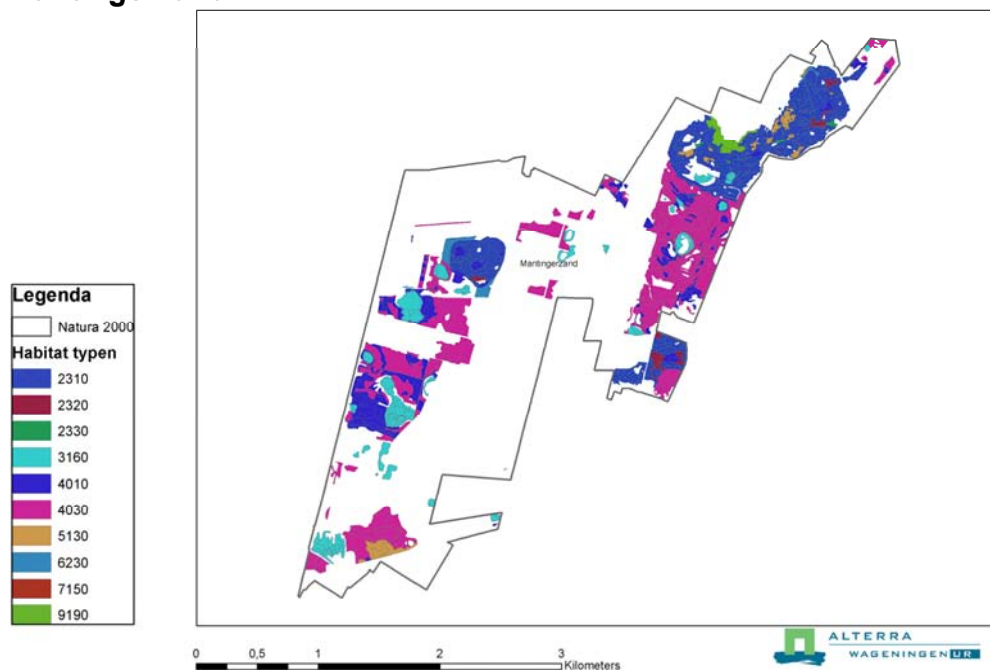 Mantingerzand
Legenda
Natura 2000
Habitat typen
2310
2320
2330
3160
4010
4030
5130
6230
7150
9190
0 0,5 1 2 3
Kilometers
ALTERRA
WAGENINGEN UR